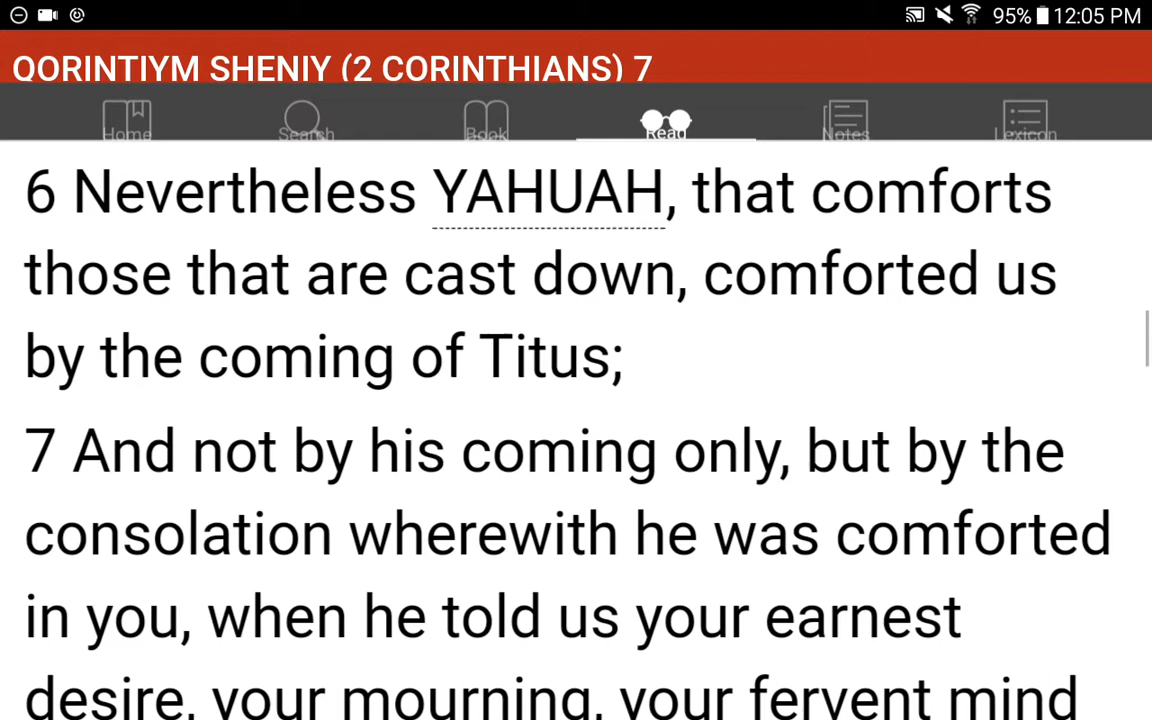 95% 12:05 PM
QORINTIYM SHENIY (2 CORINTHIANS) 7
Home Search Book Read Notes Lexicon
6 Nevertheless YAHUAH, that comforts
those that are cast down, comforted us
by the coming of Titus;
7 And not by his coming only, but by the
consolation wherewith he was comforted
in you, when he told us your earnest
desire, your mourning, your fervent mind